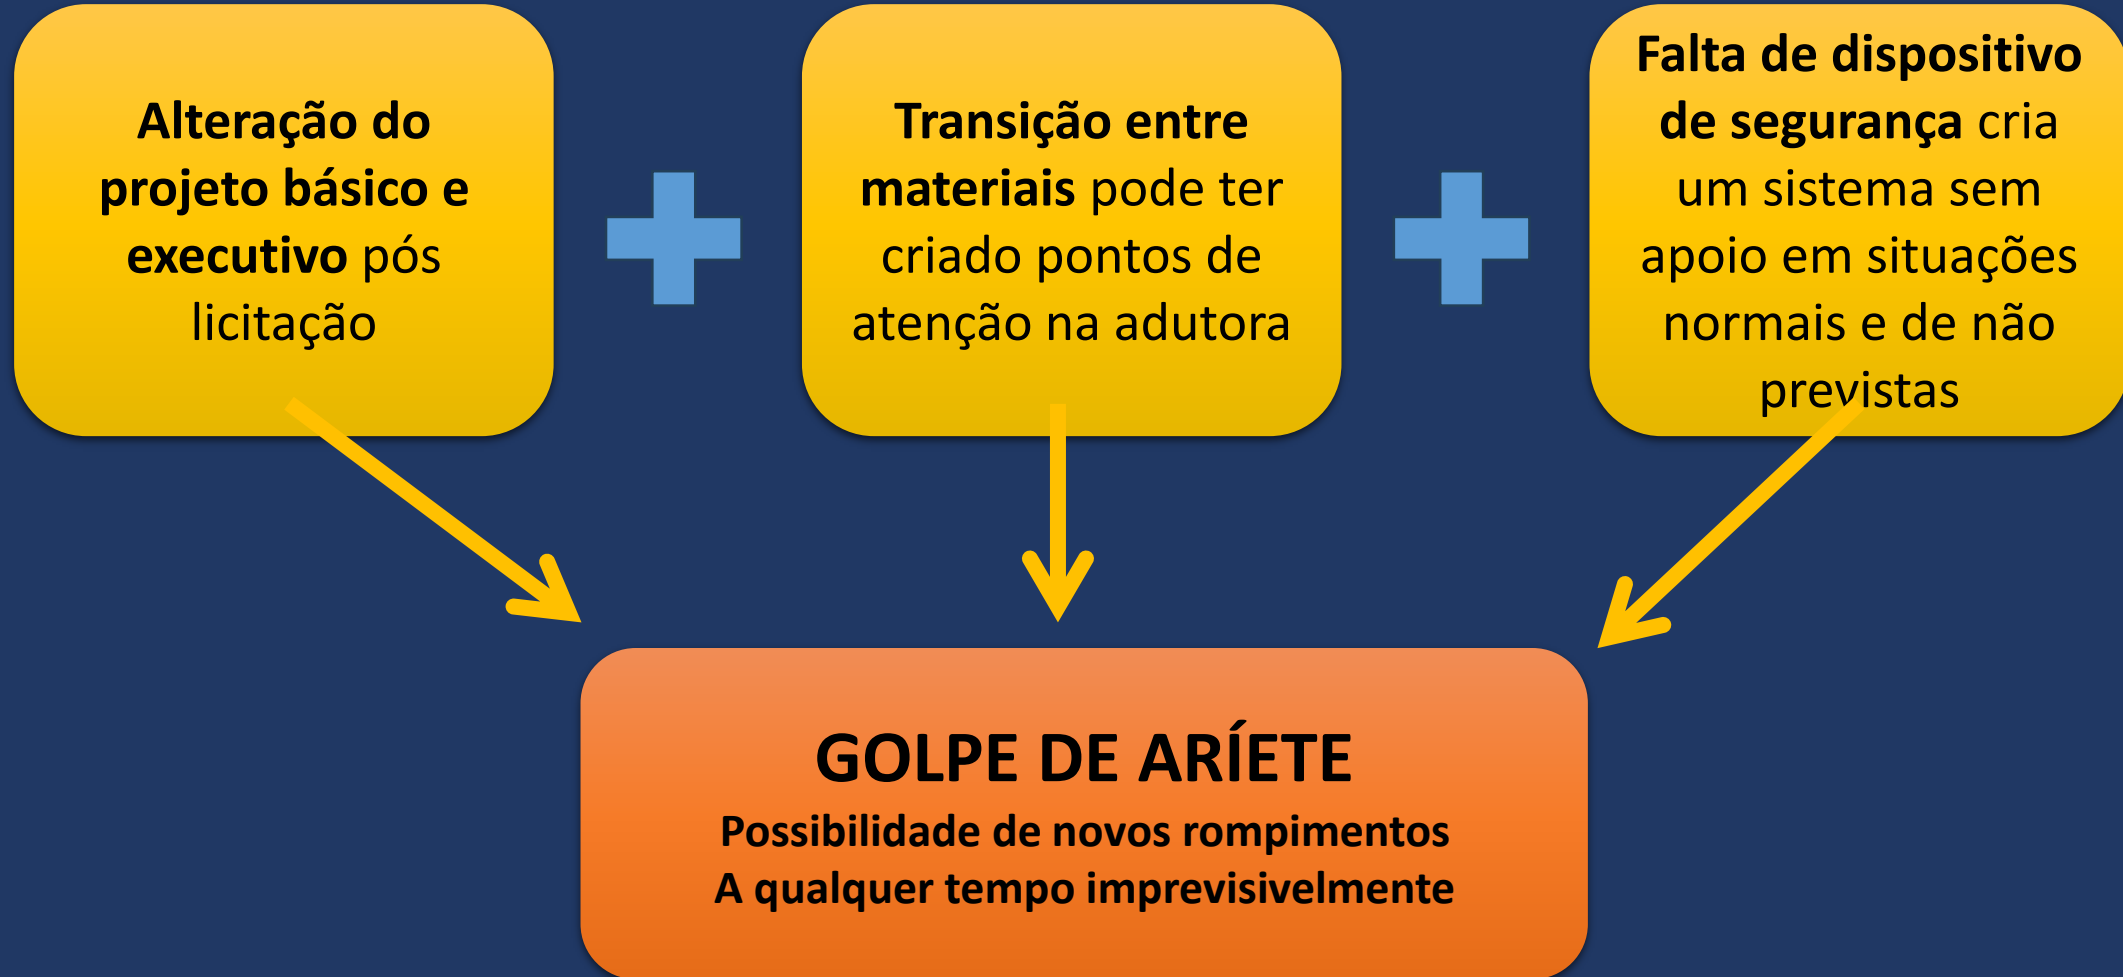 Alteração do
projeto básico e
executivo pós
licitação
Transição entre
materiais pode ter
criado pontos de
atenção na adutora
Falta de dispositivo
de segurança cria
um sistema sem
apoio em situações
normais e de não
previstas
GOLPE DE ARÍETE
Possibilidade de novos rompimentos
A qualquer tempo imprevisivelmente